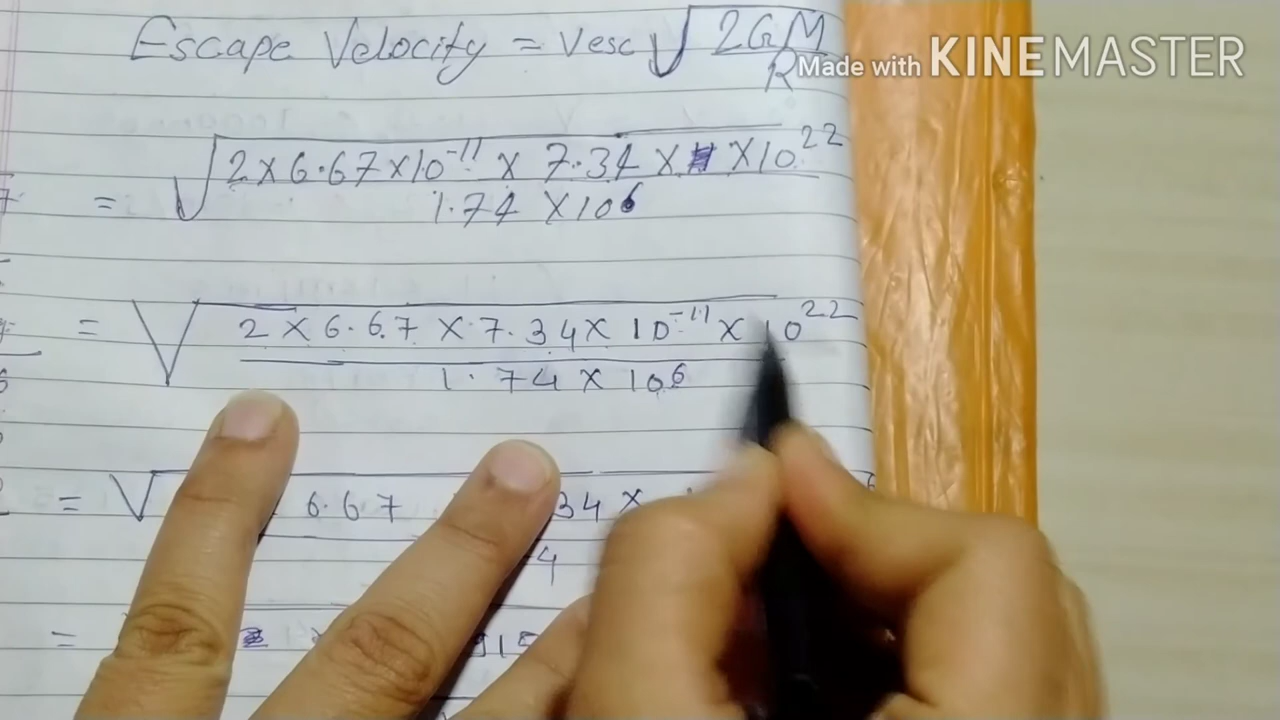 Escape Velocity = Vesc √ 2GM
R
Made with KINEMASTER
2 X 6.67 X 10⁻¹¹ X 7.34 X X 10²²
= √
1.74 X 10⁶
= √ 2 X 6.67 X 7.34 X 10⁻¹¹ X 10²²
1.74 X 10⁶
= √ 6.67 34 X
4
=